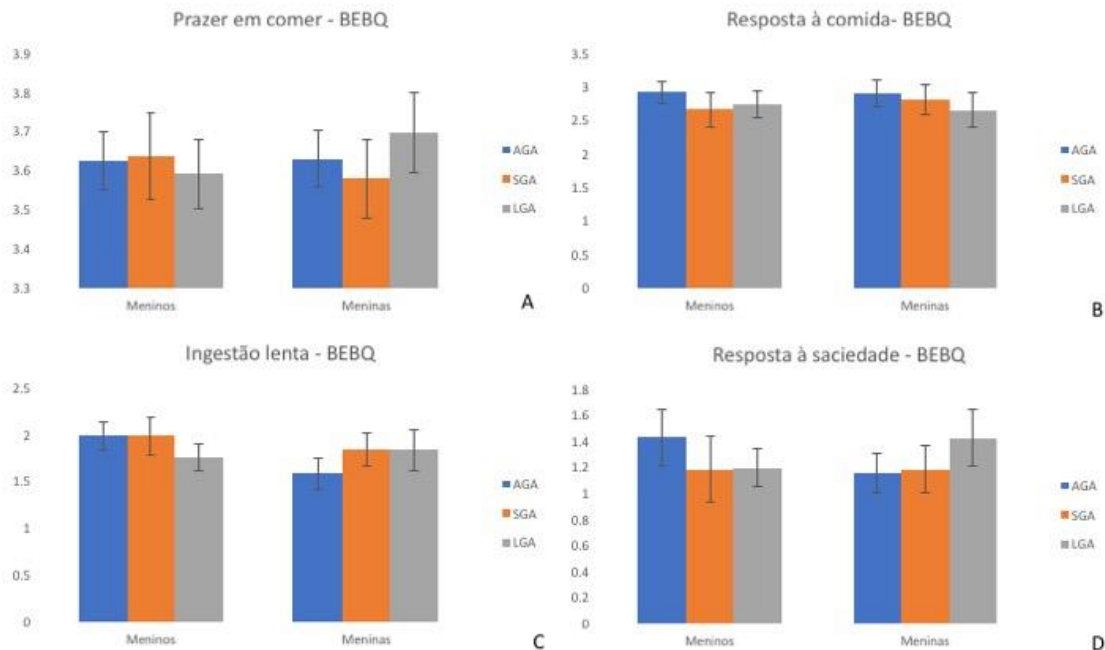 Prazer em comer - BEBQ
3.9
3.8
3.7
3.6
3.5
3.4
3.3
Meninos
Meninas
AGA
SGA
LGA
A
Resposta à comida- BEBQ
3.5
3
2.5
2
1.5
1
0.5
0
Meninos
Meninas
AGA
SGA
LGA
B
Ingestão lenta - BEBQ
2.5
2
1.5
1
0.5
0
Meninos
Meninas
AGA
SGA
LGA
C
Resposta à saciedade - BEBQ
1.8
1.6
1.4
1.2
1
0.8
0.6
0.4
0.2
0
Meninos
Meninas
AGA
SGA
LGA
D